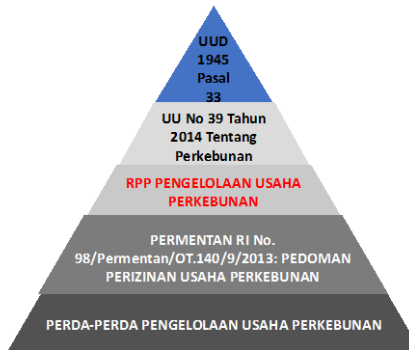 UUD
1945
Pasal
33
UU No 39 Tahun
2014 Tentang
Perkebunan
RPP PENGELOLAAN USAHA
PERKEBUNAN
PERMENTAN RI No.
98/Permentan/OT.140/9/2013: PEDOMAN
PERIZINAN USAHA PERKEBUNAN
PERDA-PERDA PENGELOLAAN USAHA PERKEBUNAN